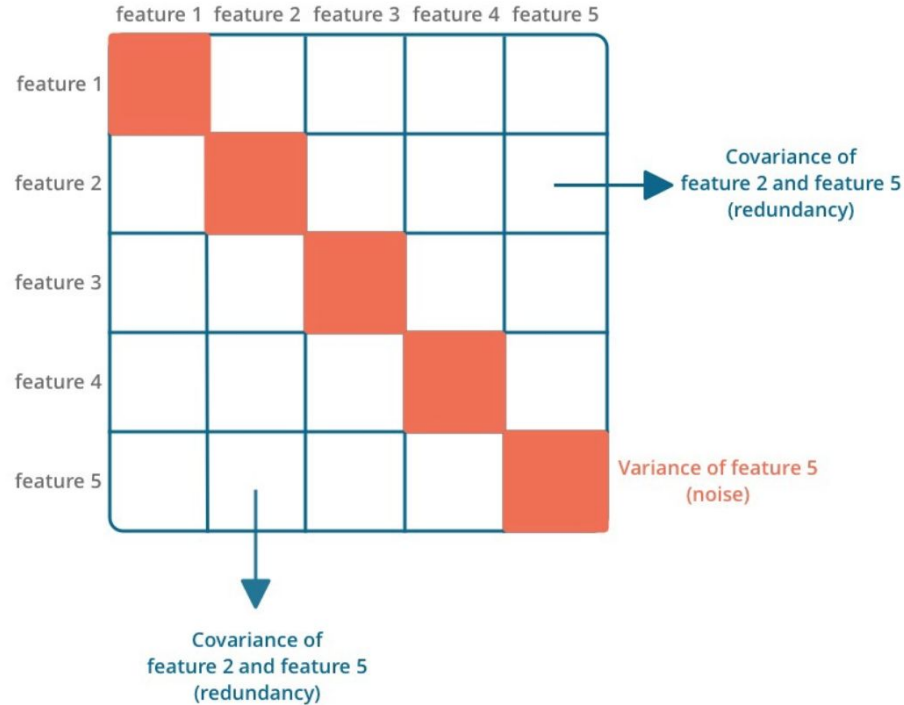 feature 1 feature 2 feature 3 feature 4 feature 5
feature 1
feature 2
Covariance of
feature 2 and feature 5
(redundancy)
feature 3
feature 4
feature 5
Variance of feature 5
(noise)
Covariance of
feature 2 and feature 5
(redundancy)